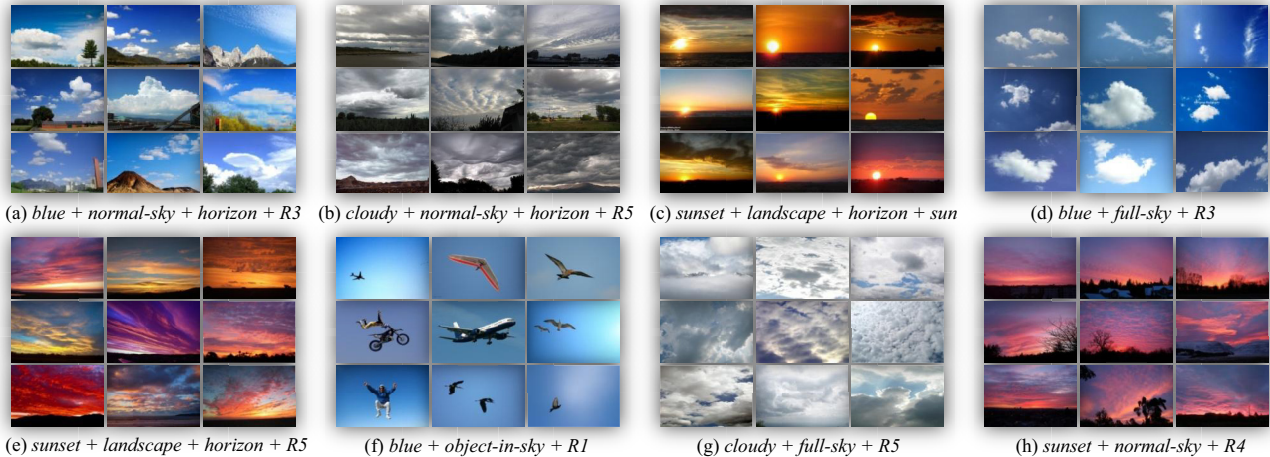 (a) blue + normal-sky + horizon + R3
(b) cloudy + normal-sky + horizon + R5
(c) sunset + landscape + horizon + sun
(d) blue + full-sky + R3
(e) sunset + landscape + horizon + R5
(f) blue + object-in-sky + R1
(g) cloudy + full-sky + R5
(h) sunset + normal-sky + R4